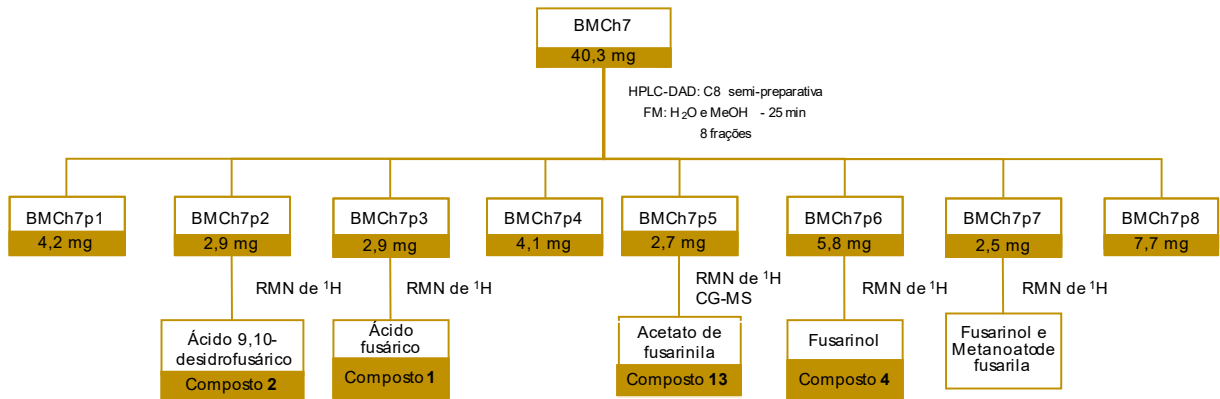 BMCh7
40,3 mg
HPLC-DAD: C8 semi-preparativa
FM: H₂O e MeOH - 25 min
8 frações
BMCh7p1
4,2 mg
BMCh7p2
2,9 mg
BMCh7p3
2,9 mg
BMCh7p4
4,1 mg
BMCh7p5
2,7 mg
BMCh7p6
5,8 mg
BMCh7p7
2,5 mg
BMCh7p8
7,7 mg
RMN de ¹H
RMN de ¹H
RMN de ¹H
CG-MS
RMN de ¹H
RMN de ¹H
Ácido 9,10-
desidrofusárico
Composto 2
Ácido
fusárico
Composto 1
Acetato de
fusarinila
Composto 13
Fusarinol
Composto 4
Fusarinol e
Metanoatode
fusarila